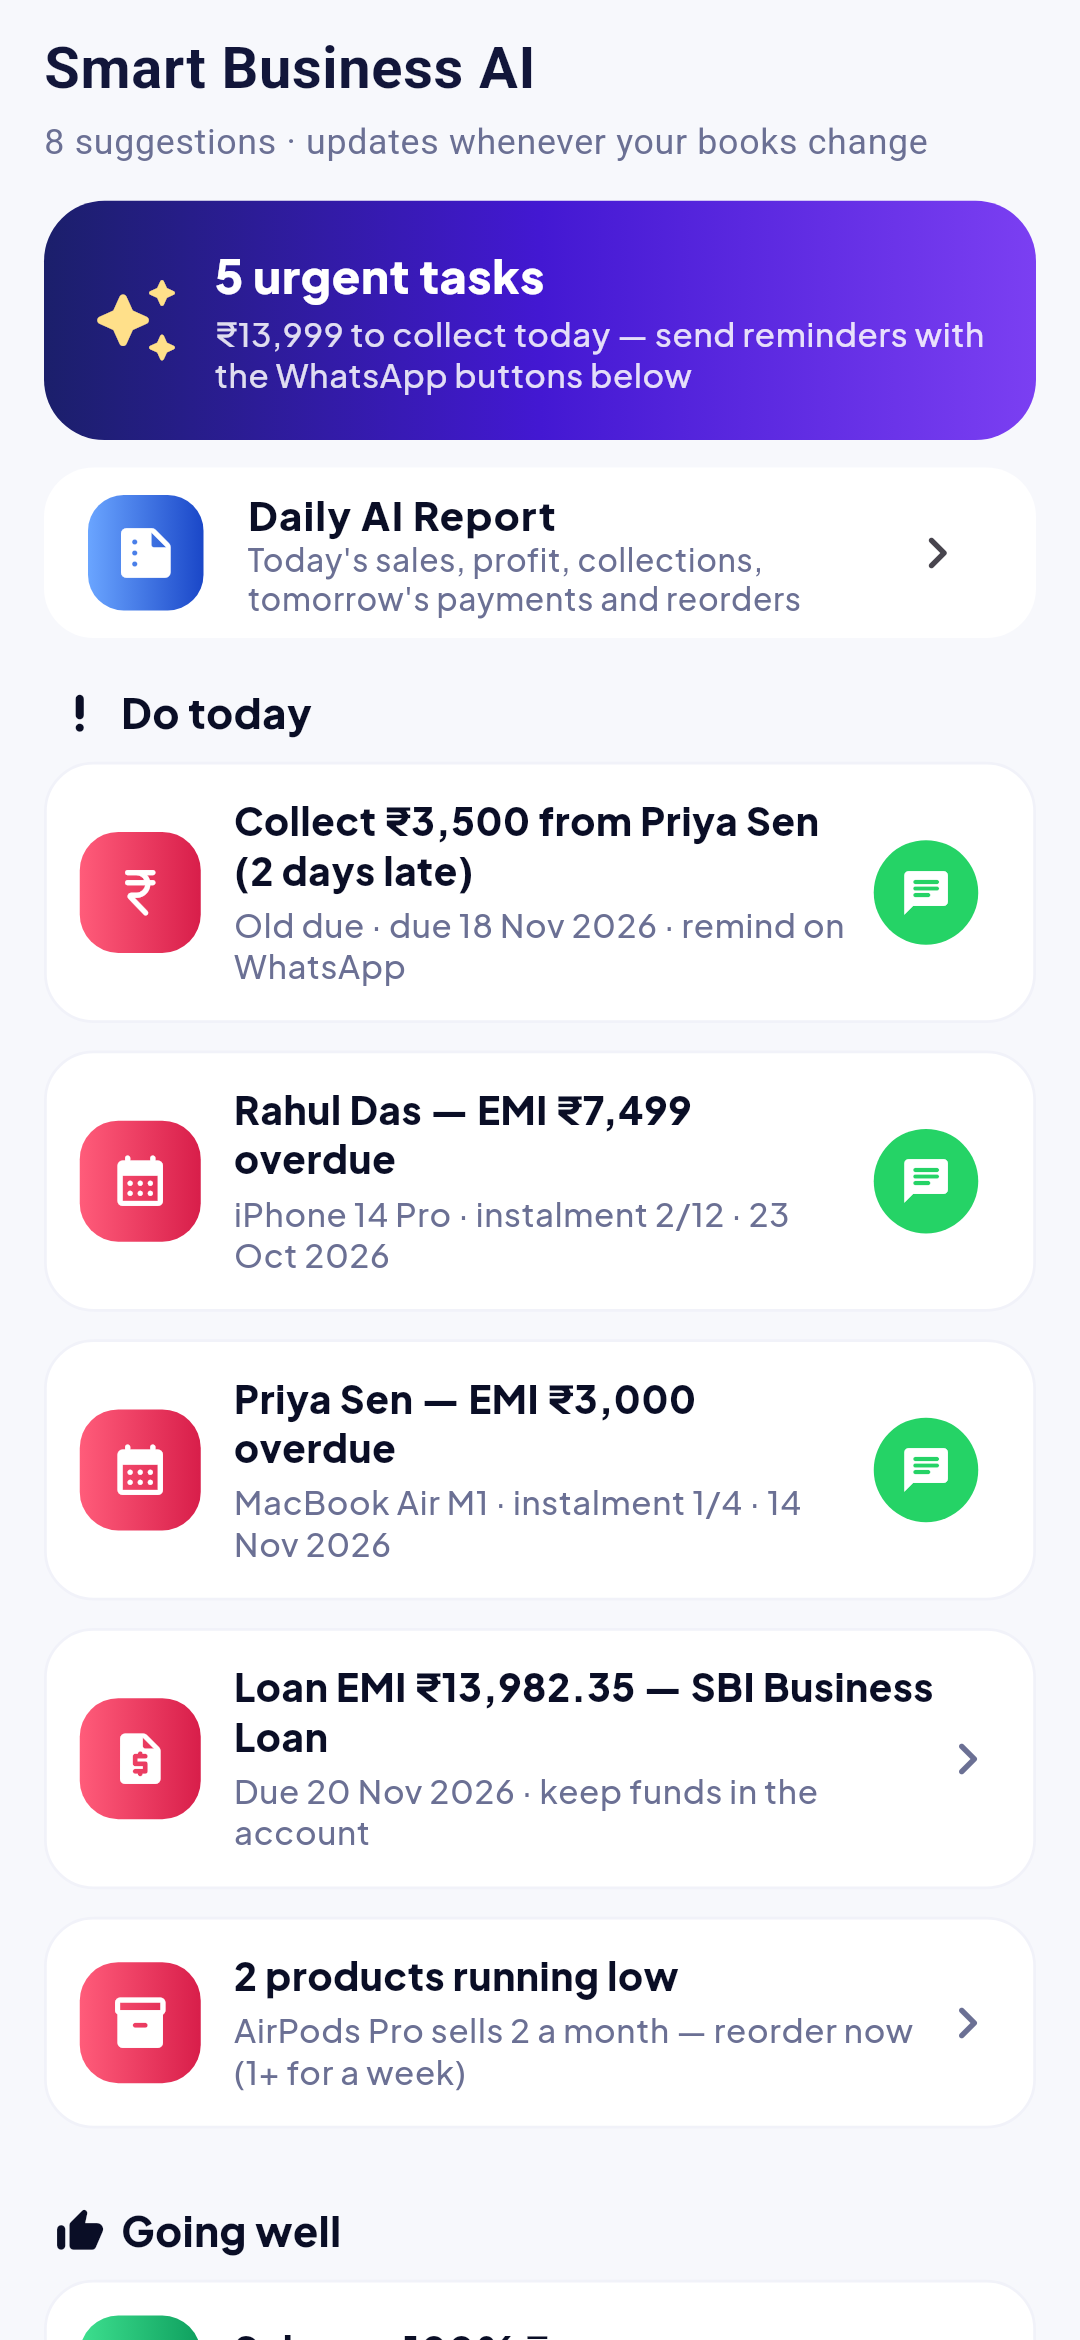 Smart Business AI
8 suggestions · updates whenever your books change
5 urgent tasks
₹13,999 to collect today — send reminders with
the WhatsApp buttons below
Daily AI Report
Today's sales, profit, collections,
tomorrow's payments and reorders
Do today
Collect ₹3,500 from Priya Sen
(2 days late)
Old due · due 18 Nov 2026 · remind on
WhatsApp
Rahul Das — EMI ₹7,499
overdue
iPhone 14 Pro · instalment 2/12 · 23
Oct 2026
Priya Sen — EMI ₹3,000
overdue
MacBook Air M1 · instalment 1/4 · 14
Nov 2026
Loan EMI ₹13,982.35 — SBI Business
Loan
Due 20 Nov 2026 · keep funds in the
account
2 products running low
AirPods Pro sells 2 a month — reorder now
(1+ for a week)
Going well